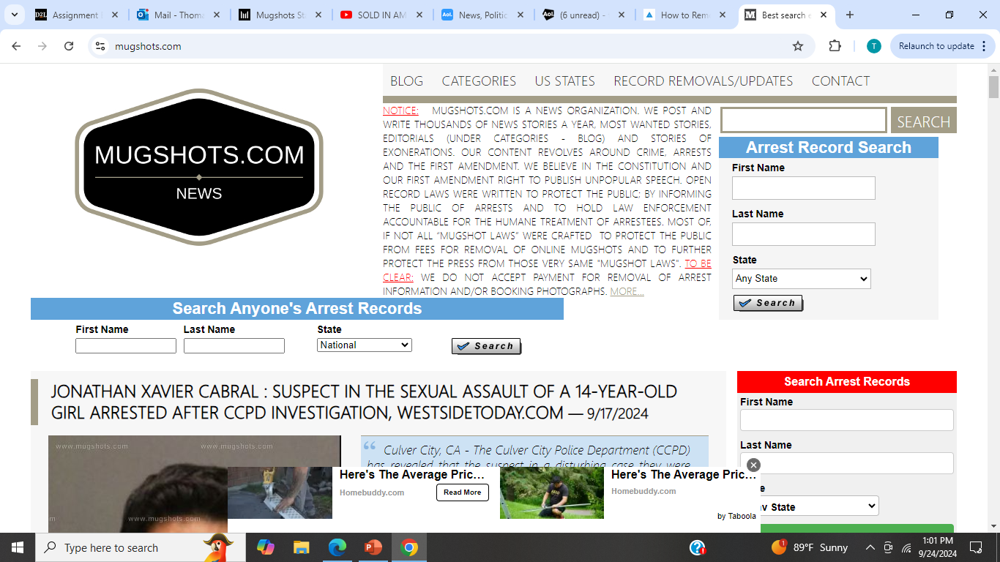 D2L Assignment
Mail - Thoma
Mugshots St
SOLD IN AM
Aol. News, Politic
Aol. (6 unread) -
How to Rem
M Best search e
mugshots.com
T
Relaunch to update
BLOG CATEGORIES US STATES RECORD REMOVALS/UPDATES CONTACT
MUGSHOTS.COM
NEWS
NOTICE: MUGSHOTS.COM IS A NEWS ORGANIZATION. WE POST AND
WRITE THOUSANDS OF NEWS STORIES A YEAR, MOST WANTED STORIES,
EDITORIALS (UNDER CATEGORIES - BLOG) AND STORIES OF
EXONERATIONS. OUR CONTENT REVOLVES AROUND CRIME, ARRESTS
AND THE FIRST AMENDMENT. WE BELIEVE IN THE CONSTITUTION AND
OUR FIRST AMENDMENT RIGHT TO PUBLISH UNPOPULAR SPEECH. OPEN
RECORD LAWS WERE WRITTEN TO PROTECT THE PUBLIC; BY INFORMING
THE PUBLIC OF ARRESTS AND TO HOLD LAW ENFORCEMENT
ACCOUNTABLE FOR THE HUMANE TREATMENT OF ARRESTEES. MOST OF,
IF NOT ALL “MUGSHOT LAWS” WERE CRAFTED TO PROTECT THE PUBLIC
FROM FEES FOR REMOVAL OF ONLINE MUGSHOTS AND TO FURTHER
PROTECT THE PRESS FROM THOSE VERY SAME "MUGSHOT LAWS". TO BE
CLEAR: WE DO NOT ACCEPT PAYMENT FOR REMOVAL OF ARREST
INFORMATION AND/OR BOOKING PHOTOGRAPHS. MORE...
SEARCH
Arrest Record Search
First Name
Last Name
State
Any State
Search
Search Anyone's Arrest Records
First Name Last Name State
National
Search
JONATHAN XAVIER CABRAL : SUSPECT IN THE SEXUAL ASSAULT OF A 14-YEAR-OLD
GIRL ARRESTED AFTER CCPD INVESTIGATION, WESTSIDETODAY.COM — 9/17/2024
www.mugshots.com www.mugshots.com
www.mugshots.com
“ Culver City, CA - The Culver City Police Department (CCPD)
has revealed that the suspect in a disturbing case they were
Search Arrest Records
First Name
Last Name
State
Here's The Average Pric...
Homebuddy.com
Read More
Here's The Average Pric...
Homebuddy.com
by Taboola
Type here to search
1
89°F Sunny
1:01 PM
9/24/2024